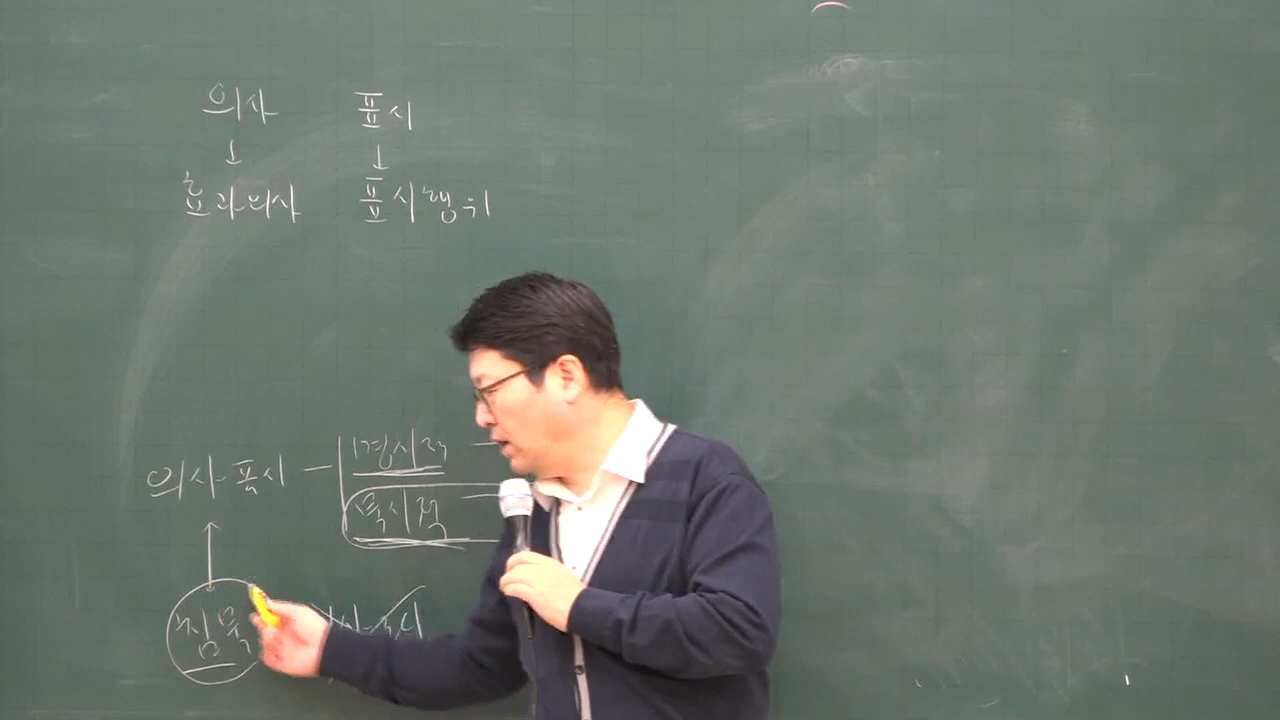 의사 표시
↓ ↓
효과의사 표시행위
의사표시 ─ 명시적
묵시적
침묵